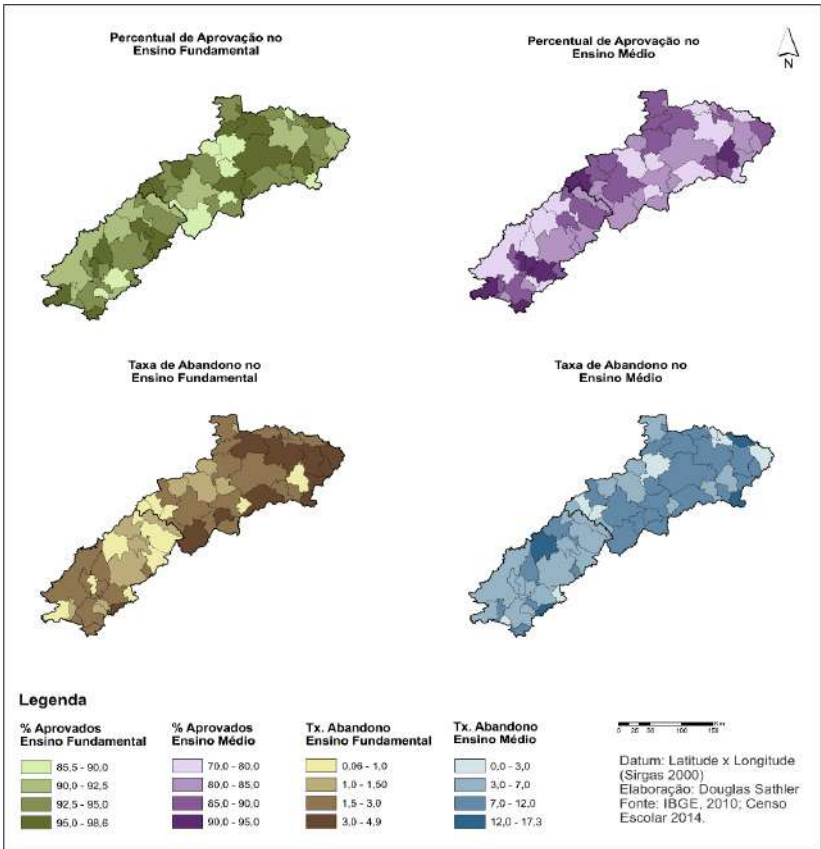 Percentual de Aprovação no
Ensino Fundamental
Percentual de Aprovação no
Ensino Médio
N
Taxa de Abandono no
Ensino Fundamental
Taxa de Abandono no
Ensino Médio
Legenda
% Aprovados
Ensino Fundamental
85,5 - 90,0
90,0 - 92,5
92,5 - 95,0
95,0 - 98,6
% Aprovados
Ensino Médio
70,0 - 80,0
80,0 - 85,0
85,0 - 90,0
90,0 - 95,0
Tx. Abandono
Ensino Fundamental
0,06 - 1,0
1,0 - 1,50
1,5 - 3,0
3,0 - 4,9
Tx. Abandono
Ensino Médio
0,0 - 3,0
3,0 - 7,0
7,0 - 12,0
12,0 - 17,3
0 25 50 100 150 Km
Datum: Latitude x Longitude
(Sirgas 2000)
Elaboração: Douglas Sathler
Fonte: IBGE, 2010; Censo
Escolar 2014.